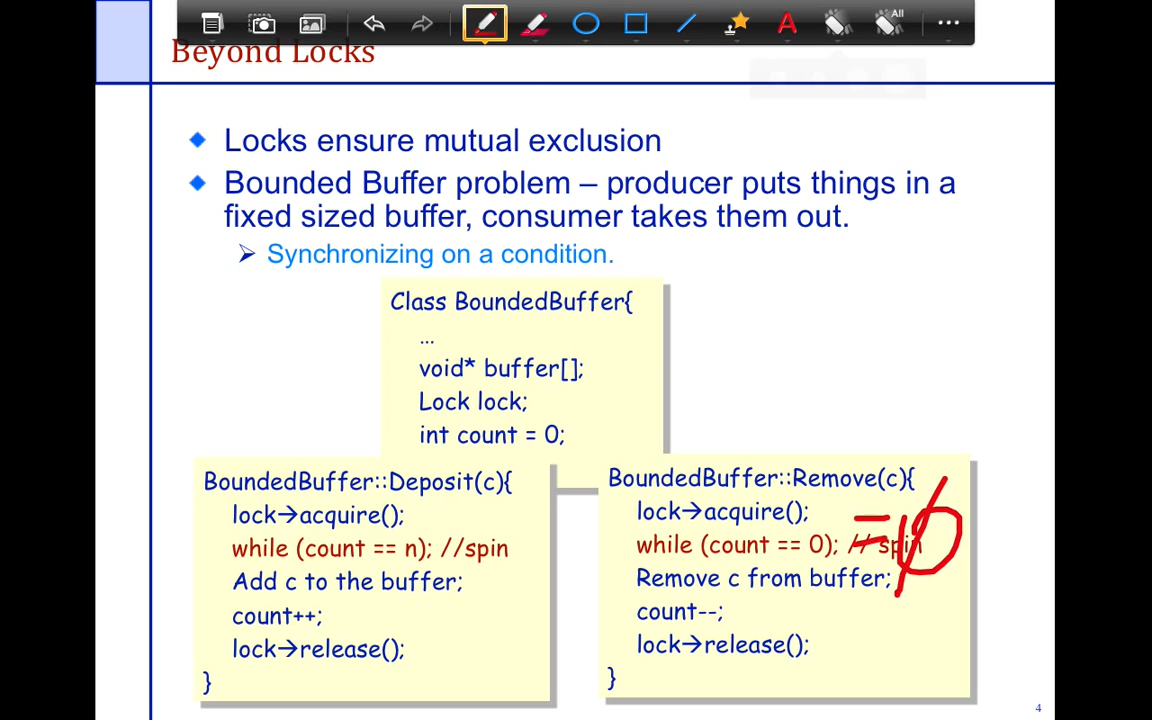 All
A
Beyond Locks
Locks ensure mutual exclusion
Bounded Buffer problem – producer puts things in a
fixed sized buffer, consumer takes them out.
Synchronizing on a condition.
Class BoundedBuffer{
…
void* buffer[];
Lock lock;
int count = 0;
BoundedBuffer::Deposit(c){
lock→acquire();
while (count == n); //spin
Add c to the buffer;
count++;
lock→release();
}
BoundedBuffer::Remove(c){
lock→acquire();
while (count == 0); // spin
Remove c from buffer;
count--;
lock→release();
}
4